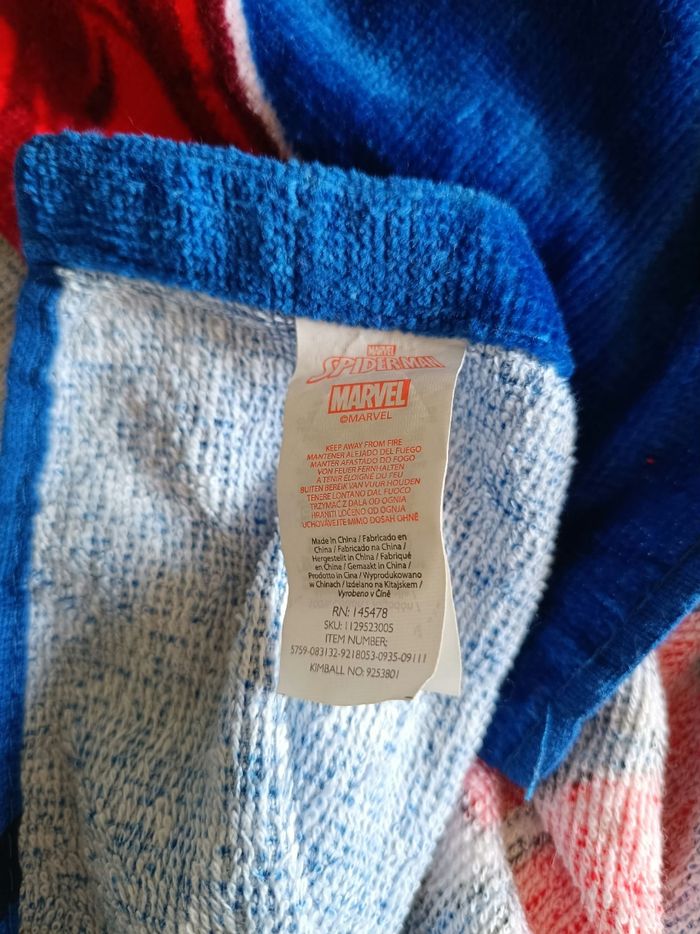 MARVEL
SPIDER-MAN
MARVEL
©MARVEL
KEEP AWAY FROM FIRE
MANTENER ALEJADO DEL FUEGO
MANTER AFASTADO DO FOGO
VON FEUER FERNHALTEN
A TENIR ÉLOIGNÉ DU FEU
BUITEN BEREIK VAN VUUR HOUDEN
TENERE LONTANO DAL FUOCO
TRZYMAĆ Z DALA OD OGNIA
HRANITI LOČENO OD OGNJA
UCHOVÁVEJTE MIMO DOSAH OHNĚ
Made in China / Fabricado en
China / Fabricado na China /
Hergestellt in China / Fabriqué
en Chine / Gemaakt in China /
Prodotto in Cina / Wyprodukowano
w Chinach / Izdelano na Kitajskem /
Vyrobeno v Číně
RN: 145478
SKU: 1129523005
ITEM NUMBER:
5759-083132-9218053-0935-09111
KIMBALL NO: 9253801